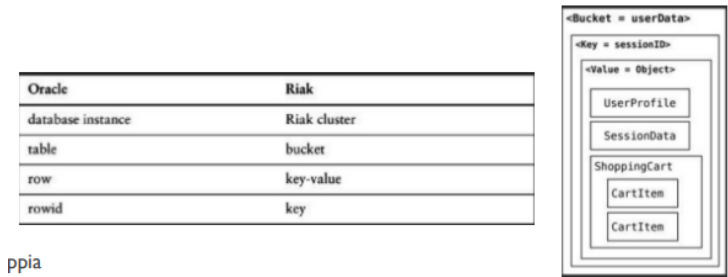 Oracle Riak
database instance Riak cluster
table bucket
row key-value
rowid key
ppia
<Bucket = userData>
<Key = sessionID>
<Value = Object>
UserProfile
SessionData
ShoppingCart
CartItem
CartItem